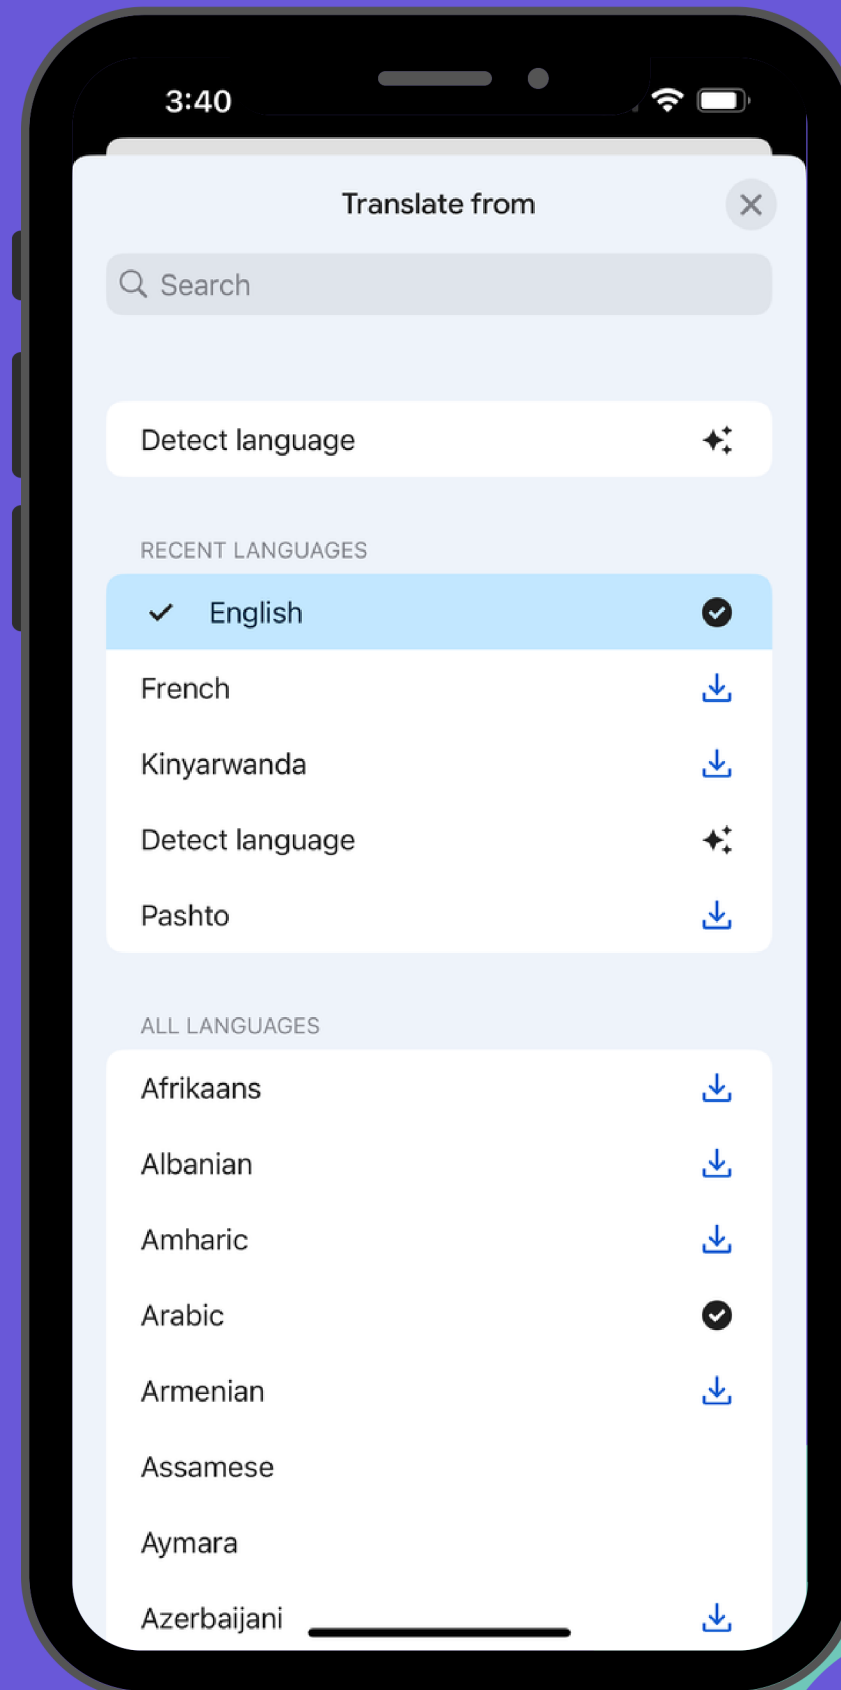 3:40
Translate from
Search
Detect language
RECENT LANGUAGES
English
French
Kinyarwanda
Detect language
Pashto
ALL LANGUAGES
Afrikaans
Albanian
Amharic
Arabic
Armenian
Assamese
Aymara
Azerbaijani